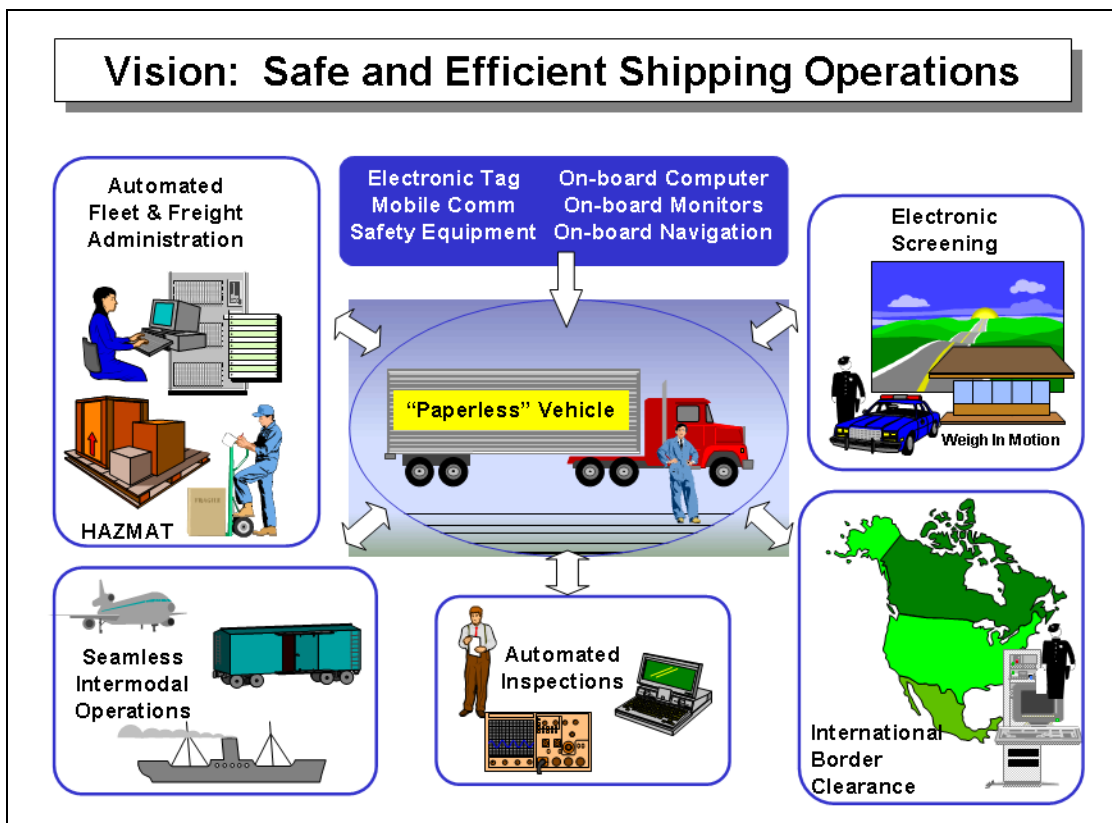 Vision:  Safe and Efficient Shipping Operations
Automated
Fleet & Freight
Administration
HAZMAT
Electronic Tag
Mobile Comm
Safety Equipment
On-board Computer
On-board Monitors
On-board Navigation
Electronic
Screening
Weigh In Motion
“Paperless” Vehicle
Seamless
Intermodal
Operations
Automated
Inspections
International
Border
Clearance
FRAGILE